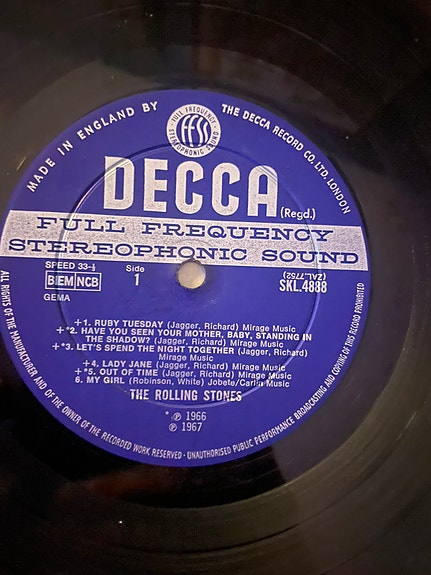 MADE IN ENGLAND BY
THE DECCA RECORD CO. LTD. LONDON
FULL FREQUENCY
FFSS
STEREOPHONIC SOUND
DECCA (Regd.)
FULL FREQUENCY
STEREOPHONIC SOUND
SPEED 33-⅓
Side
1
(ZAL.7752)
SKL.4888
BIEM NCB
GEMA
+1. RUBY TUESDAY (Jagger, Richard) Mirage Music
+*2. HAVE YOU SEEN YOUR MOTHER, BABY, STANDING IN
THE SHADOW? (Jagger, Richard) Mirage Music
+*3. LET'S SPEND THE NIGHT TOGETHER (Jagger, Richard)
Mirage Music
+4. LADY JANE (Jagger, Richard) Mirage Music
+*5. OUT OF TIME (Jagger, Richard) Mirage Music
6. MY GIRL (Robinson, White) Jobete/Carlin Music
THE ROLLING STONES
* ℗ 1966
℗ 1967
ALL RIGHTS OF THE MANUFACTURER AND OF THE OWNER OF THE RECORDED WORK RESERVED · UNAUTHORISED PUBLIC PERFORMANCE BROADCASTING AND COPYING OF THIS RECORD PROHIBITED